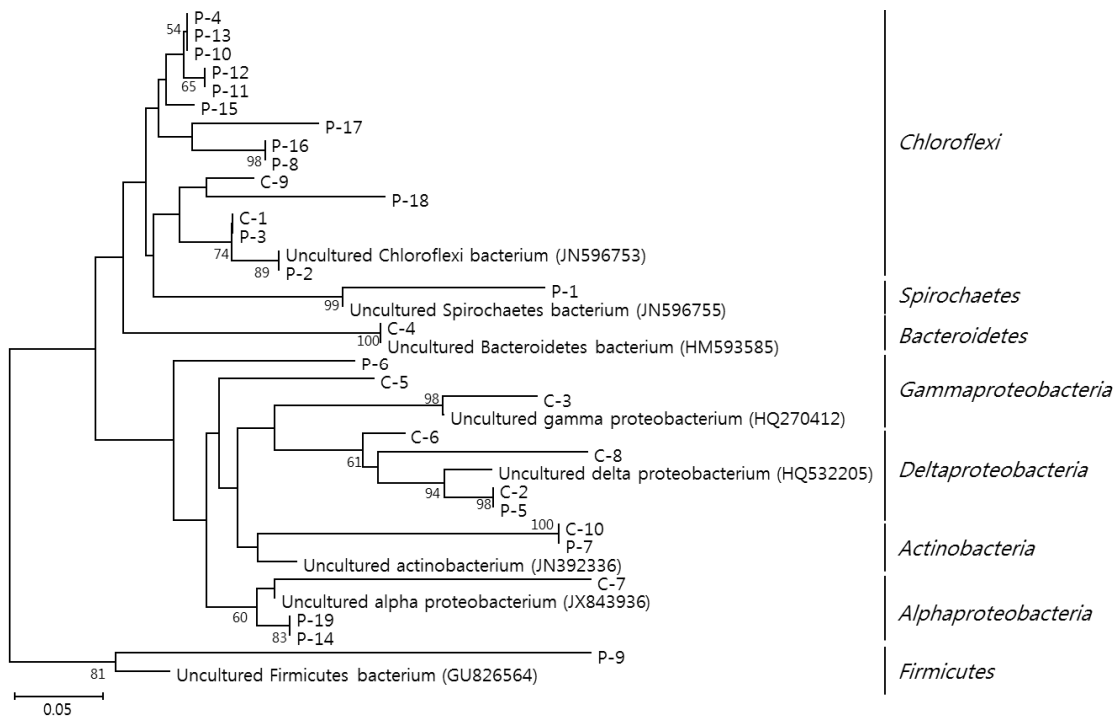 P-4
54
P-13
P-10
P-12
65
P-11
P-15
P-17
P-16
98
P-8
C-9
P-18
C-1
P-3
74
Uncultured Chloroflexi bacterium (JN596753)
89
P-2
Chloroflexi
P-1
99
Uncultured Spirochaetes bacterium (JN596755)
Spirochaetes
C-4
100
Uncultured Bacteroidetes bacterium (HM593585)
Bacteroidetes
P-6
C-5
98
C-3
Uncultured gamma proteobacterium (HQ270412)
Gammaproteobacteria
C-6
61
C-8
Uncultured delta proteobacterium (HQ532205)
94
C-2
98
P-5
Deltaproteobacteria
100
C-10
P-7
Uncultured actinobacterium (JN392336)
Actinobacteria
C-7
Uncultured alpha proteobacterium (JX843936)
60
P-19
83
P-14
Alphaproteobacteria
P-9
81
Uncultured Firmicutes bacterium (GU826564)
Firmicutes
0.05